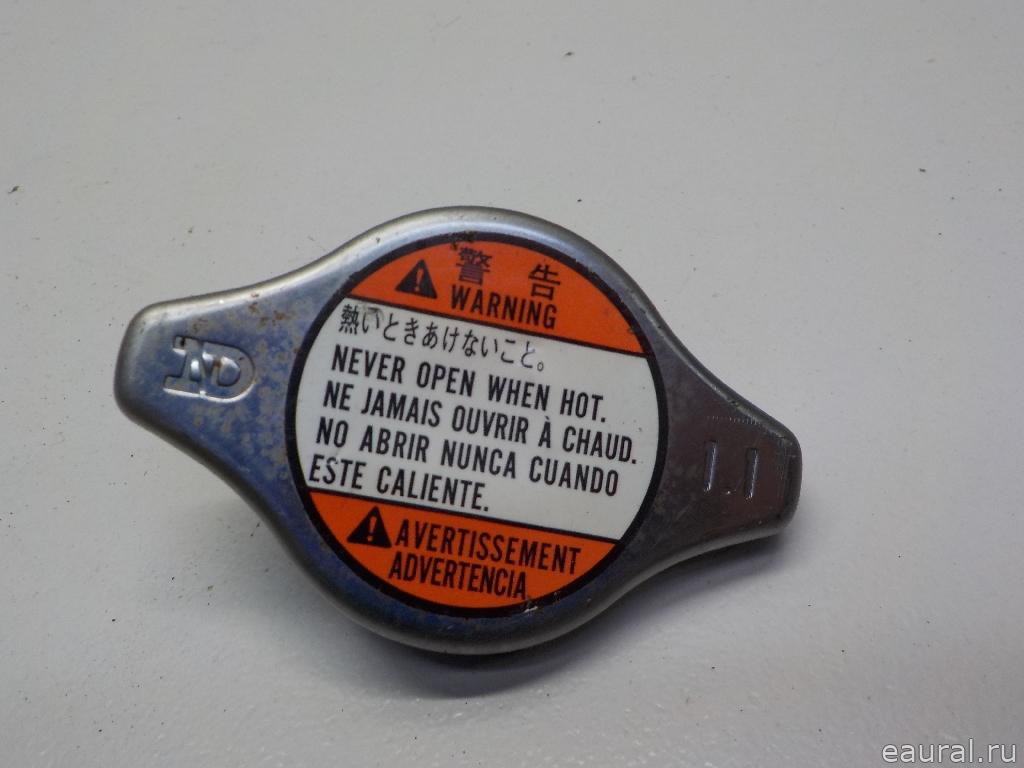 警告
WARNING
熱いときあけないこと。
NEVER OPEN WHEN HOT.
NE JAMAIS OUVRIR À CHAUD.
NO ABRIR NUNCA CUANDO
ESTE CALIENTE.
AVERTISSEMENT
ADVERTENCIA
ND
1.1
eaural.ru